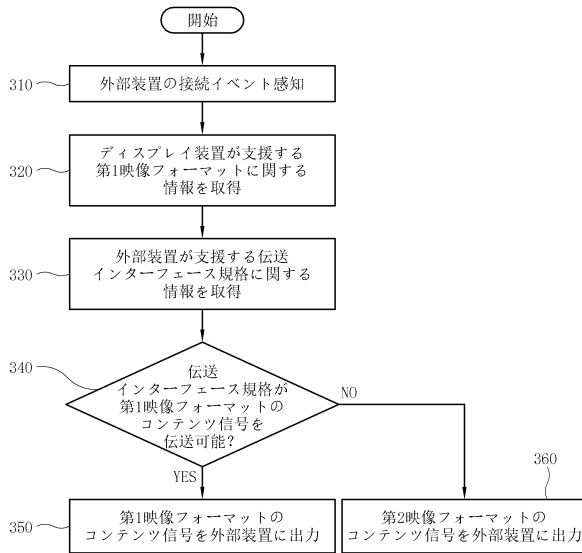 開始
310
外部装置の接続イベント感知
320
ディスプレイ装置が支援する
第1映像フォーマットに関する
情報を取得
330
外部装置が支援する伝送
インターフェース規格に関する
情報を取得
340
伝送
インターフェース規格が
第1映像フォーマットの
コンテンツ信号を
伝送可能?
NO
YES
350
第1映像フォーマットの
コンテンツ信号を外部装置に出力
360
第2映像フォーマットの
コンテンツ信号を外部装置に出力